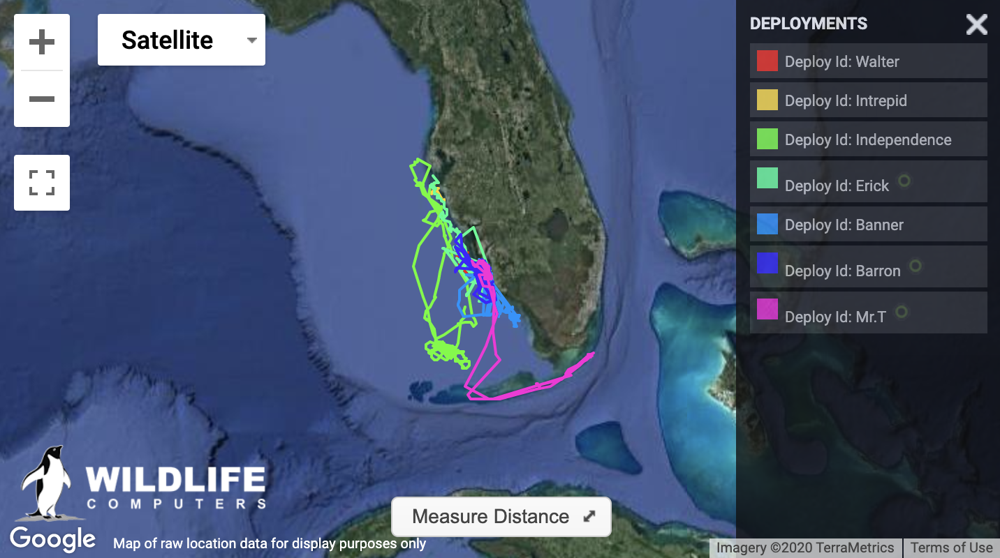 Satellite
DEPLOYMENTS
Deploy Id: Walter
Deploy Id: Intrepid
Deploy Id: Independence
Deploy Id: Erick
Deploy Id: Banner
Deploy Id: Barron
Deploy Id: Mr.T
WILDLIFE
COMPUTERS
Measure Distance
Google
Map of raw location data for display purposes only
Imagery ©2020 TerraMetrics
Terms of Use